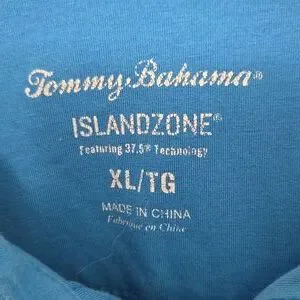 Tommy Bahama®
ISLANDZONE®
Featuring 37.5® Technology
XL/TG
MADE IN CHINA
Fabriqué en Chine